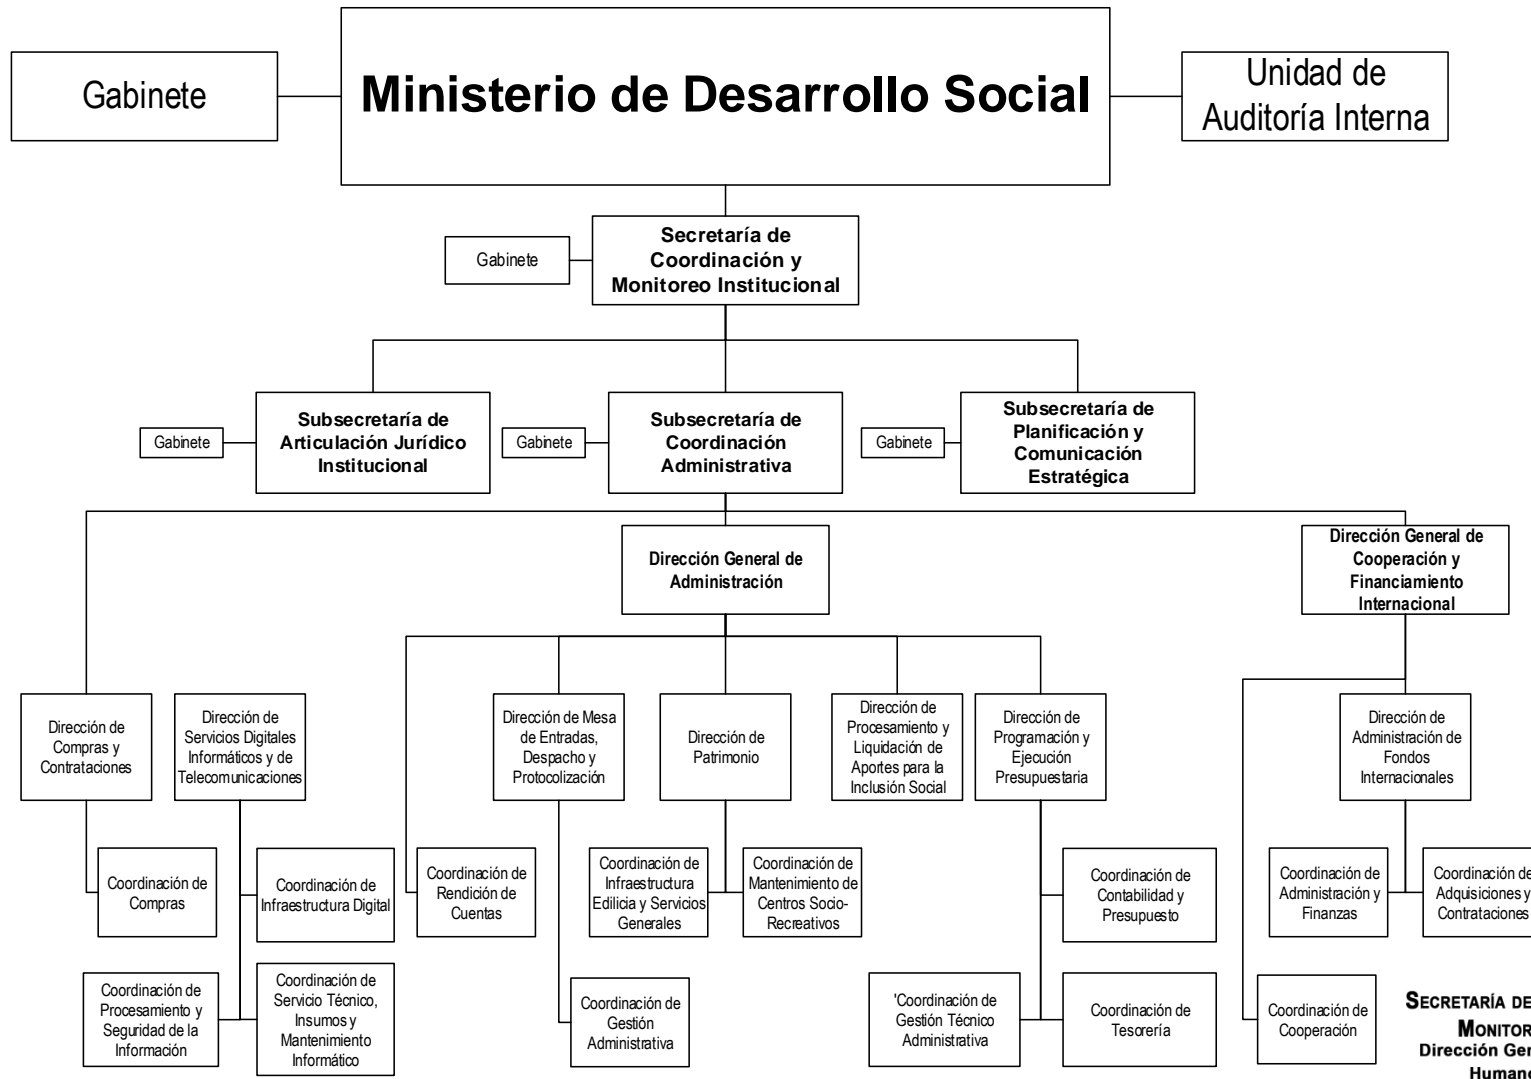 Gabinete
Ministerio de Desarrollo Social
Unidad de
Auditoría Interna
Gabinete
Secretaría de
Coordinación y
Monitoreo Institucional
Gabinete
Subsecretaría de
Articulación Jurídico
Institucional
Gabinete
Subsecretaría de
Coordinación
Administrativa
Gabinete
Subsecretaría de
Planificación y
Comunicación
Estratégica
Dirección General de
Administración
Dirección General de
Cooperación y
Financiamiento
Internacional
Dirección de
Compras y
Contrataciones
Dirección de
Servicios Digitales
Informáticos y de
Telecomunicaciones
Dirección de Mesa
de Entradas,
Despacho y
Protocolización
Dirección de
Patrimonio
Dirección de
Procesamiento y
Liquidación de
Aportes para la
Inclusión Social
Dirección de
Programación y
Ejecución
Presupuestaria
Dirección de
Administración de
Fondos
Internacionales
Coordinación de
Compras
Coordinación de
Infraestructura Digital
Coordinación de
Rendición de
Cuentas
Coordinación de
Infraestructura
Edilicia y Servicios
Generales
Coordinación de
Mantenimiento de
Centros Socio-
Recreativos
Coordinación de
Contabilidad y
Presupuesto
Coordinación de
Administración y
Finanzas
Coordinación de
Adquisiciones y
Contrataciones
Coordinación de
Procesamiento y
Seguridad de la
Información
Coordinación de
Servicio Técnico,
Insumos y
Mantenimiento
Informático
Coordinación de
Gestión
Administrativa
'Coordinación de
Gestión Técnico
Administrativa
Coordinación de
Tesorería
Coordinación de
Cooperación
SECRETARÍA DE
MONITOR
Dirección Ger
Humano